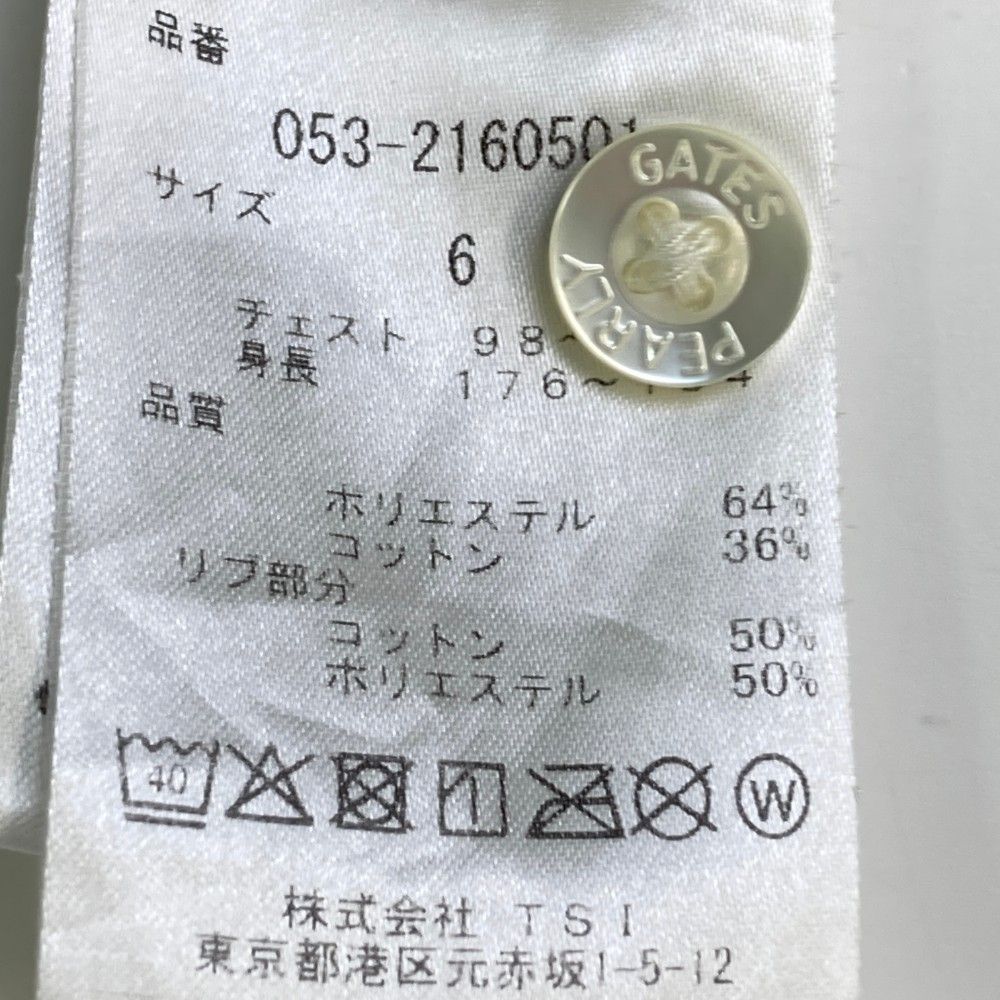 品番
053-2160501
サイズ
6
チェスト 98~
身長 176~194
品質
ポリエステル 64%
コットン 36%
リブ部分
コットン 50%
ポリエステル 50%
40
W
株式会社 TSI
東京都港区元赤坂1-5-12
PEARLY GATES